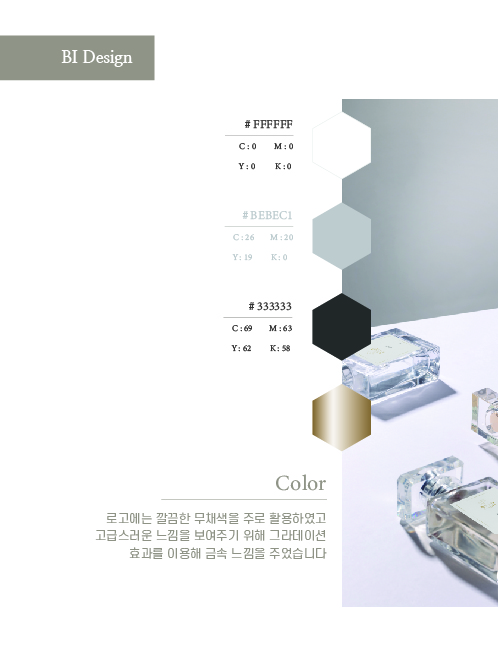 BI Design
# FFFFFF
C : 0 M : 0
Y : 0 K : 0
# BEBEC1
C : 26 M : 20
Y : 19 K : 0
# 333333
C : 69 M : 63
Y : 62 K : 58
Color
로고에는 깔끔한 무채색을 주로 활용하였고
고급스러운 느낌을 보여주기 위해 그라데이션
효과를 이용해 금속 느낌을 주었습니다